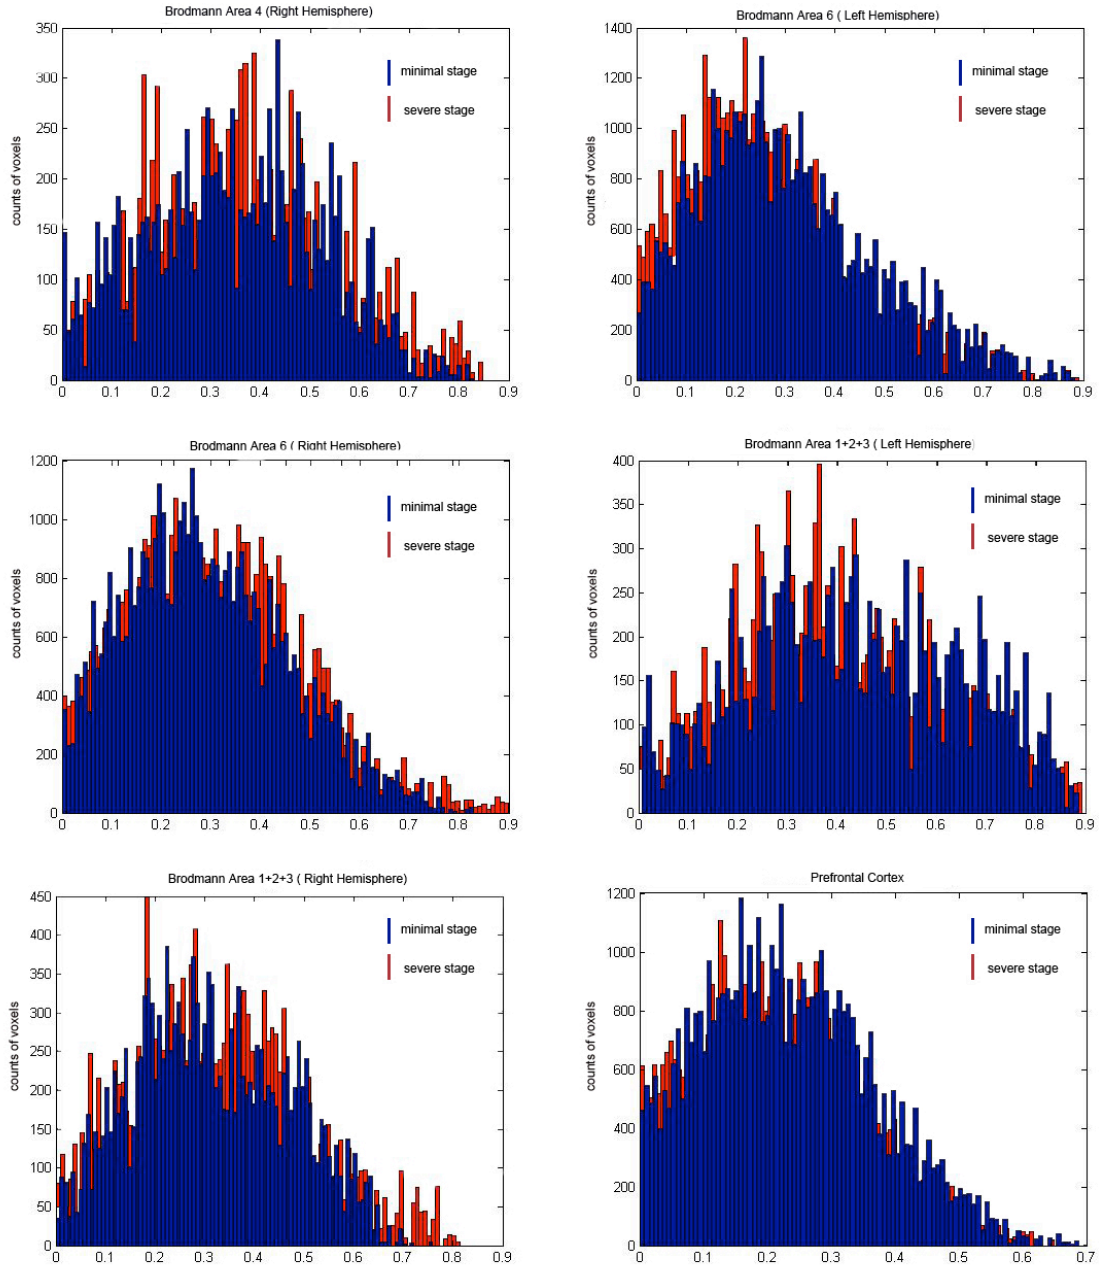 Brodmann Area 4 (Right Hemisphere)
350
300
250
200
150
100
50
0
counts of voxels
minimal stage
severe stage
0 0.1 0.2 0.3 0.4 0.5 0.6 0.7 0.8 0.9
Brodmann Area 6 ( Left Hemisphere)
1400
1200
1000
800
600
400
200
0
counts of voxels
minimal stage
severe stage
0 0.1 0.2 0.3 0.4 0.5 0.6 0.7 0.8 0.9
Brodmann Area 6 ( Right Hemisphere)
1200
1000
800
600
400
200
0
counts of voxels
minimal stage
severe stage
0 0.1 0.2 0.3 0.4 0.5 0.6 0.7 0.8 0.9
Brodmann Area 1+2+3 ( Left Hemisphere)
400
350
300
250
200
150
100
50
0
counts of voxels
minimal stage
severe stage
0 0.1 0.2 0.3 0.4 0.5 0.6 0.7 0.8 0.9
Brodmann Area 1+2+3 ( Right Hemisphere)
450
400
350
300
250
200
150
100
50
0
counts of voxels
minimal stage
severe stage
0 0.1 0.2 0.3 0.4 0.5 0.6 0.7 0.8 0.9
Prefrontal Cortex
1200
1000
800
600
400
200
0
counts of voxels
minimal stage
severe stage
0 0.1 0.2 0.3 0.4 0.5 0.6 0.7